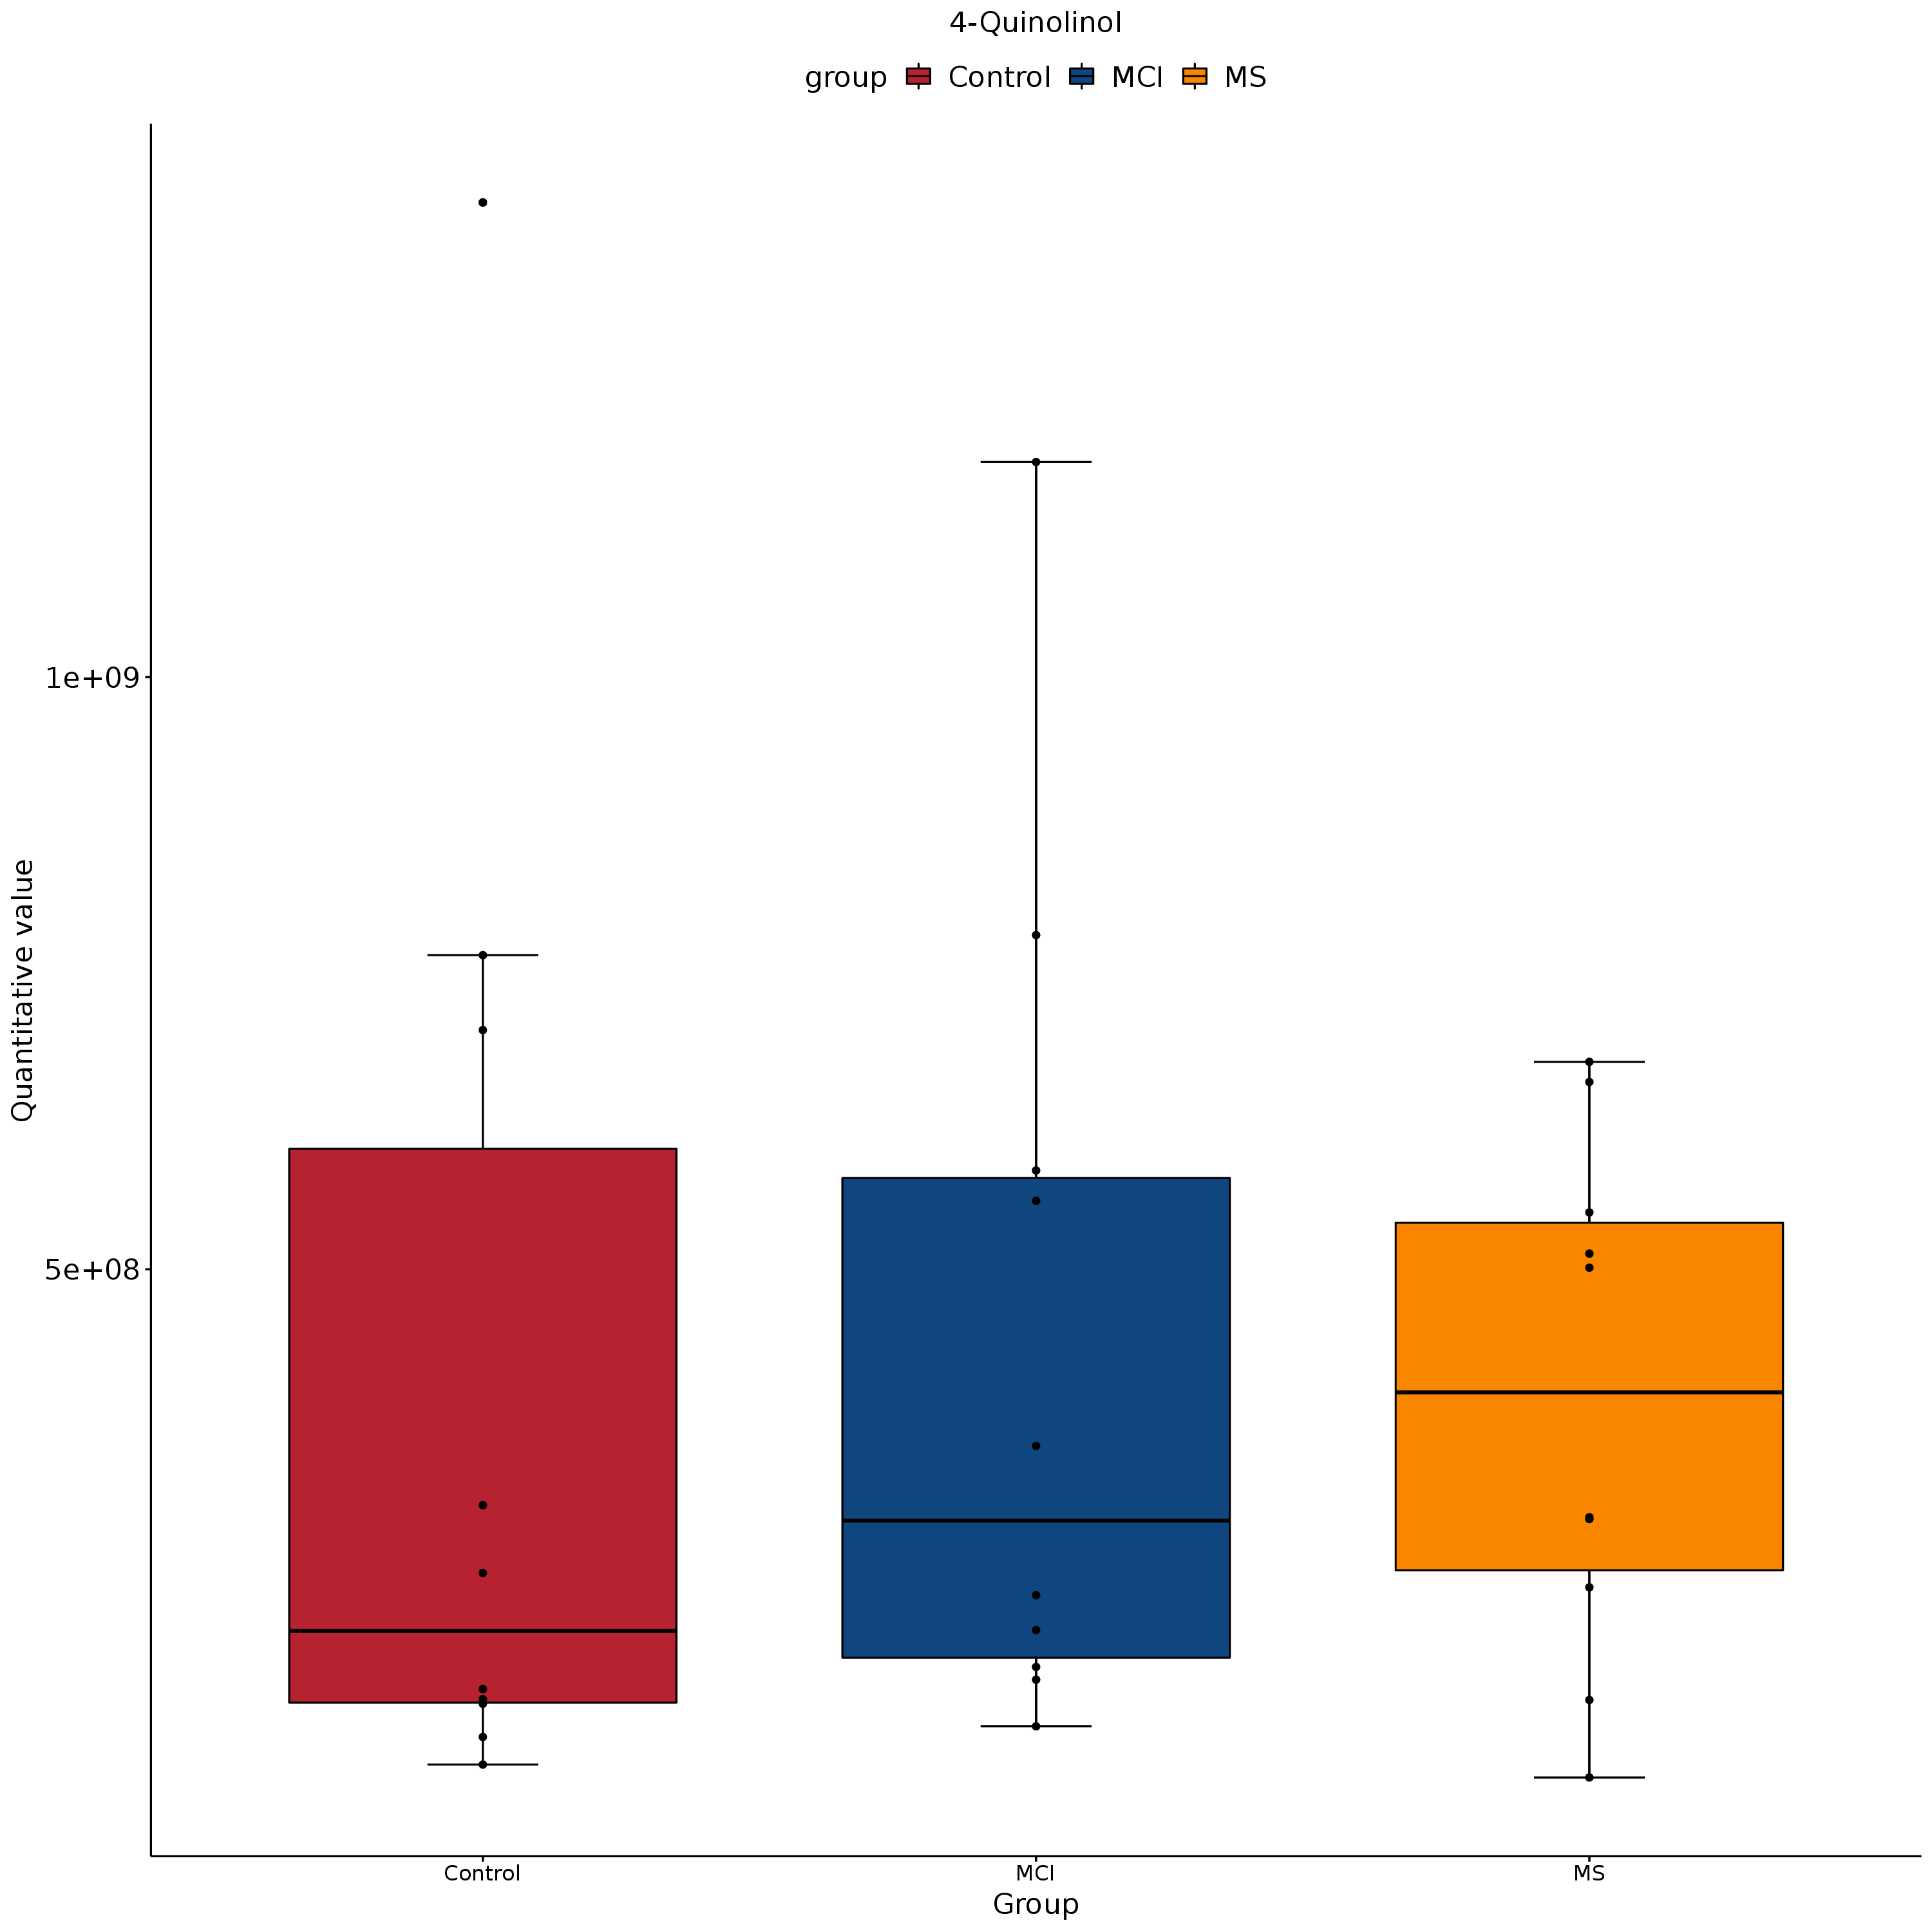 4-Quinolinol
group Control MCI MS
Quantitative value
1e+09
5e+08
Control MCI MS
Group